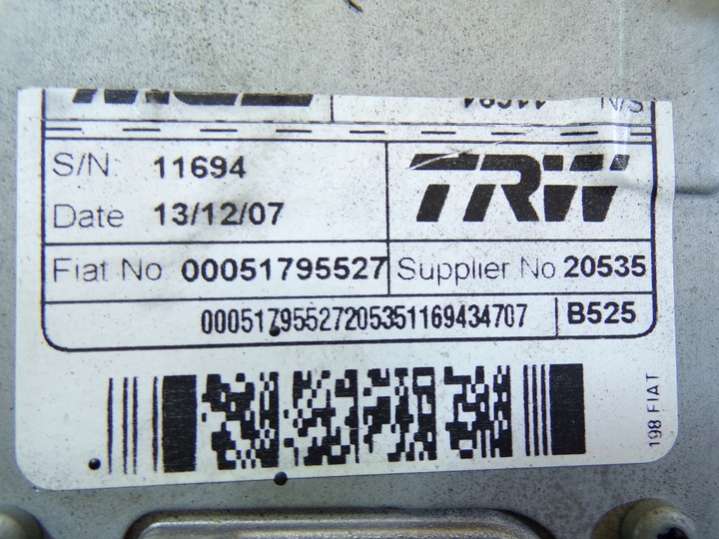 S/N: 11694
TRW
Date 13/12/07
Fiat No 00051795527 Supplier No 20535
00051795527205351169434707 B525
198 FIAT